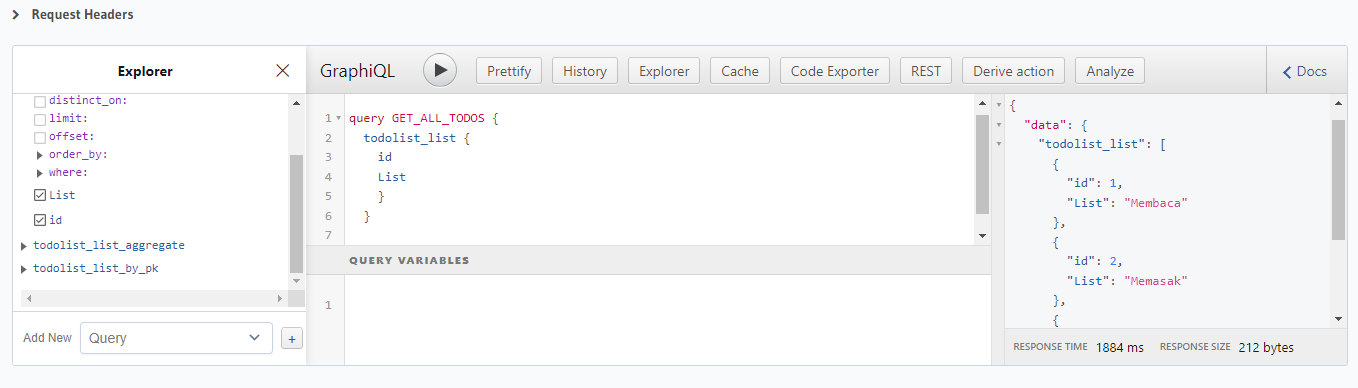 Request Headers
Explorer
GraphiQL
Prettify
History
Explorer
Cache
Code Exporter
REST
Derive action
Analyze
Docs
distinct_on:
limit:
offset:
order_by:
where:
List
id
todolist_list_aggregate
todolist_list_by_pk
Add New
Query
+
1 query GET_ALL_TODOS {
2 todolist_list {
3 id
4 List
5 }
6 }
7
QUERY VARIABLES
1
{
"data": {
"todolist_list": [
{
"id": 1,
"List": "Membaca"
},
{
"id": 2,
"List": "Memasak"
},
{
RESPONSE TIME 1884 ms RESPONSE SIZE 212 bytes